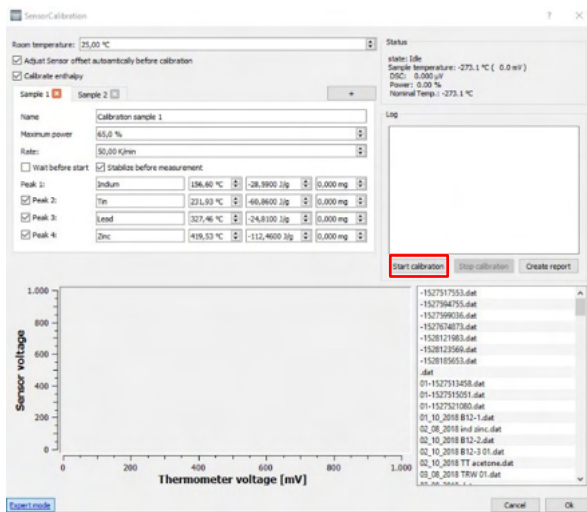 SensorCalibration
? ×
Room temperature: 25,00 °C
Adjust Sensor offset autoamtically before calibration
Calibrate enthalpy
Sample 1
Sample 2
+
Name Calibration sample 1
Maximum power 65,0 %
Rate: 50,00 K/min
Wait before start Stabilize before measurement
Peak 1: Indium 156,60 °C -28,5900 J/g 0,000 mg
Peak 2: Tin 231,93 °C -60,8600 J/g 0,000 mg
Peak 3: Lead 327,46 °C -24,8100 J/g 0,000 mg
Peak 4: Zinc 419,53 °C -112,4600 J/g 0,000 mg
Status
state: Idle
Sample temperature: -273.1 °C ( 0.0 mV )
DSC: 0.000 µV
Power: 0.00 %
Nominal Temp.: -273.1 °C
Log
Start calibration
Stop calibration
Create report
1.000
800
600
400
200
0
Sensor voltage
0 200 400 600 800 1.000
Thermometer voltage [mV]
-1527517553.dat
-1527594755.dat
-1527599036.dat
-1527674873.dat
-1528121983.dat
-1528123569.dat
-1528185653.dat
.dat
01-1527513458.dat
01-1527515051.dat
01-1527521080.dat
01_10_2018 B12-1.dat
02_08_2018 ind zinc.dat
02_10_2018 B12-2.dat
02_10_2018 B12-3 01.dat
02_10_2018 TT acetone.dat
03_08_2018 TRW 01.dat
Expert mode
Cancel
Ok